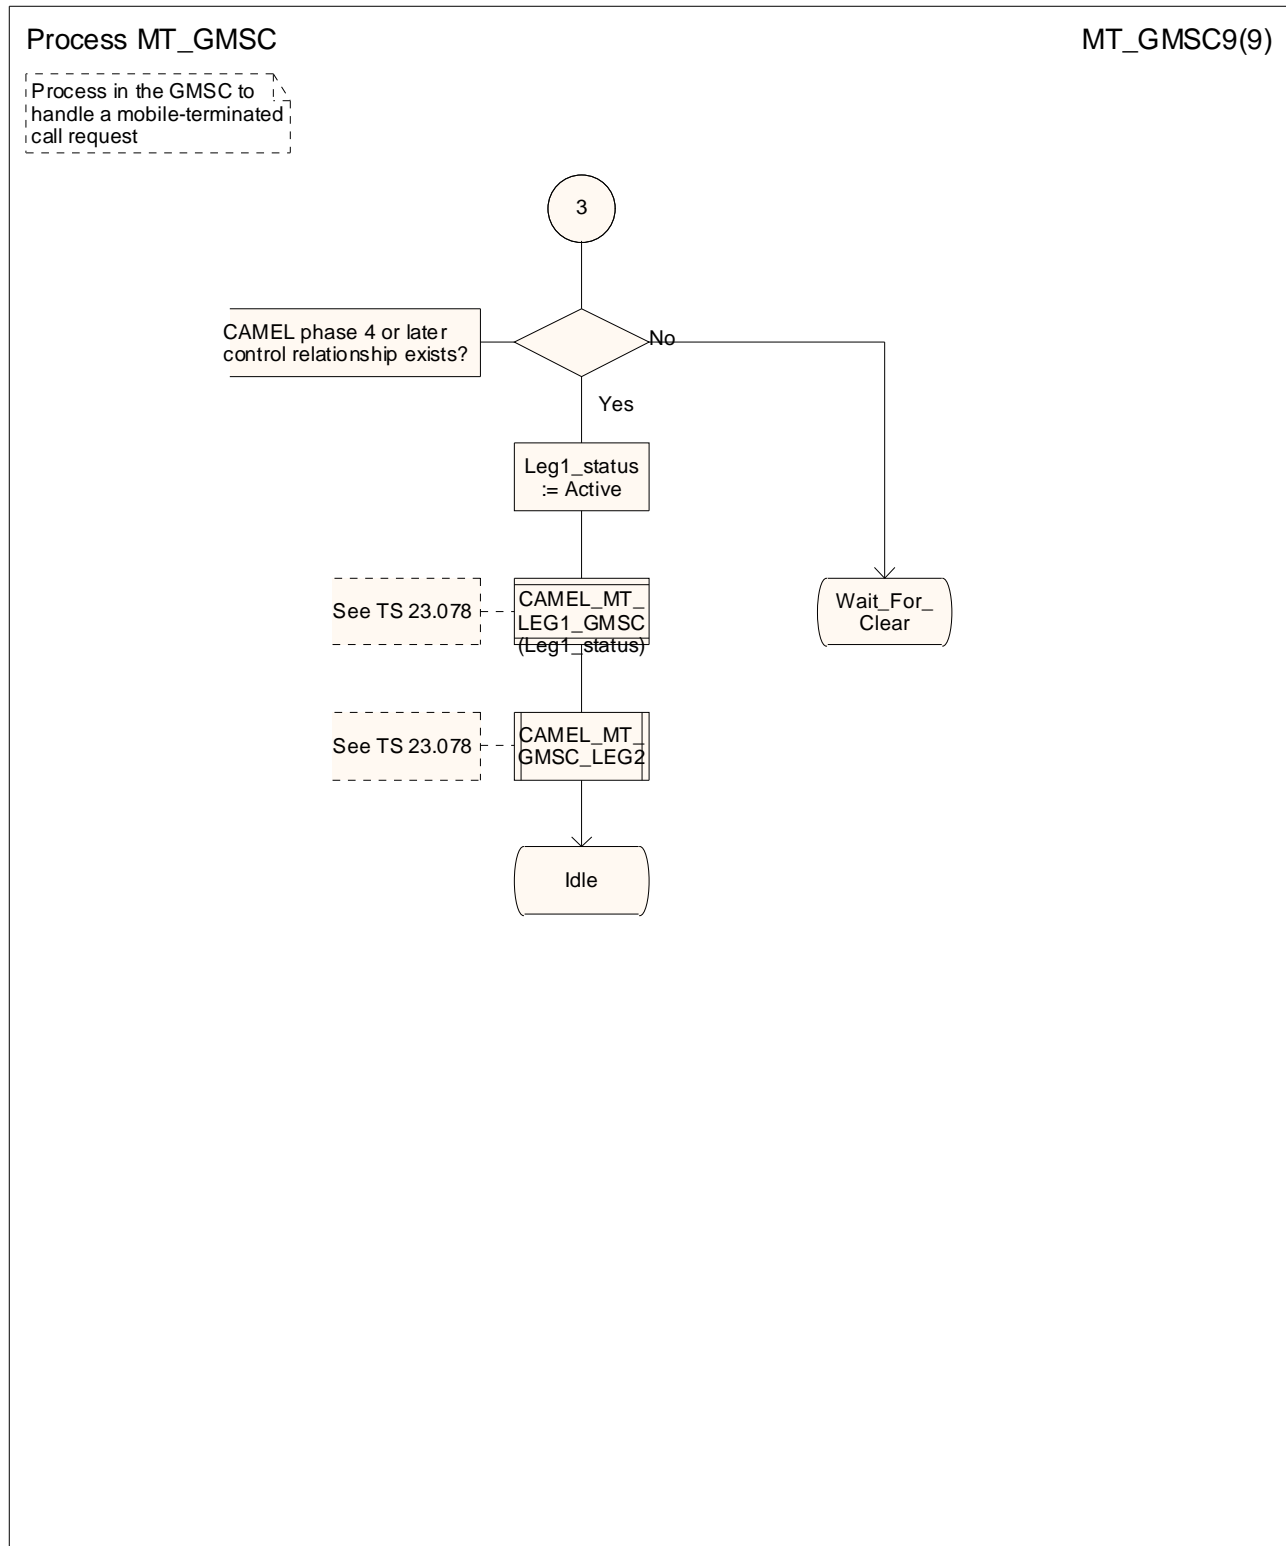 Process MT_GMSC
MT_GMSC9(9)
Process in the GMSC to
handle a mobile-terminated
call request
3
CAMEL phase 4 or later
control relationship exists?
No
Yes
Leg1_status
:= Active
See TS 23.078
CAMEL_MT_
LEG1_GMSC
(Leg1_status)
Wait_For_
Clear
See TS 23.078
CAMEL_MT_
GMSC_LEG2
Idle